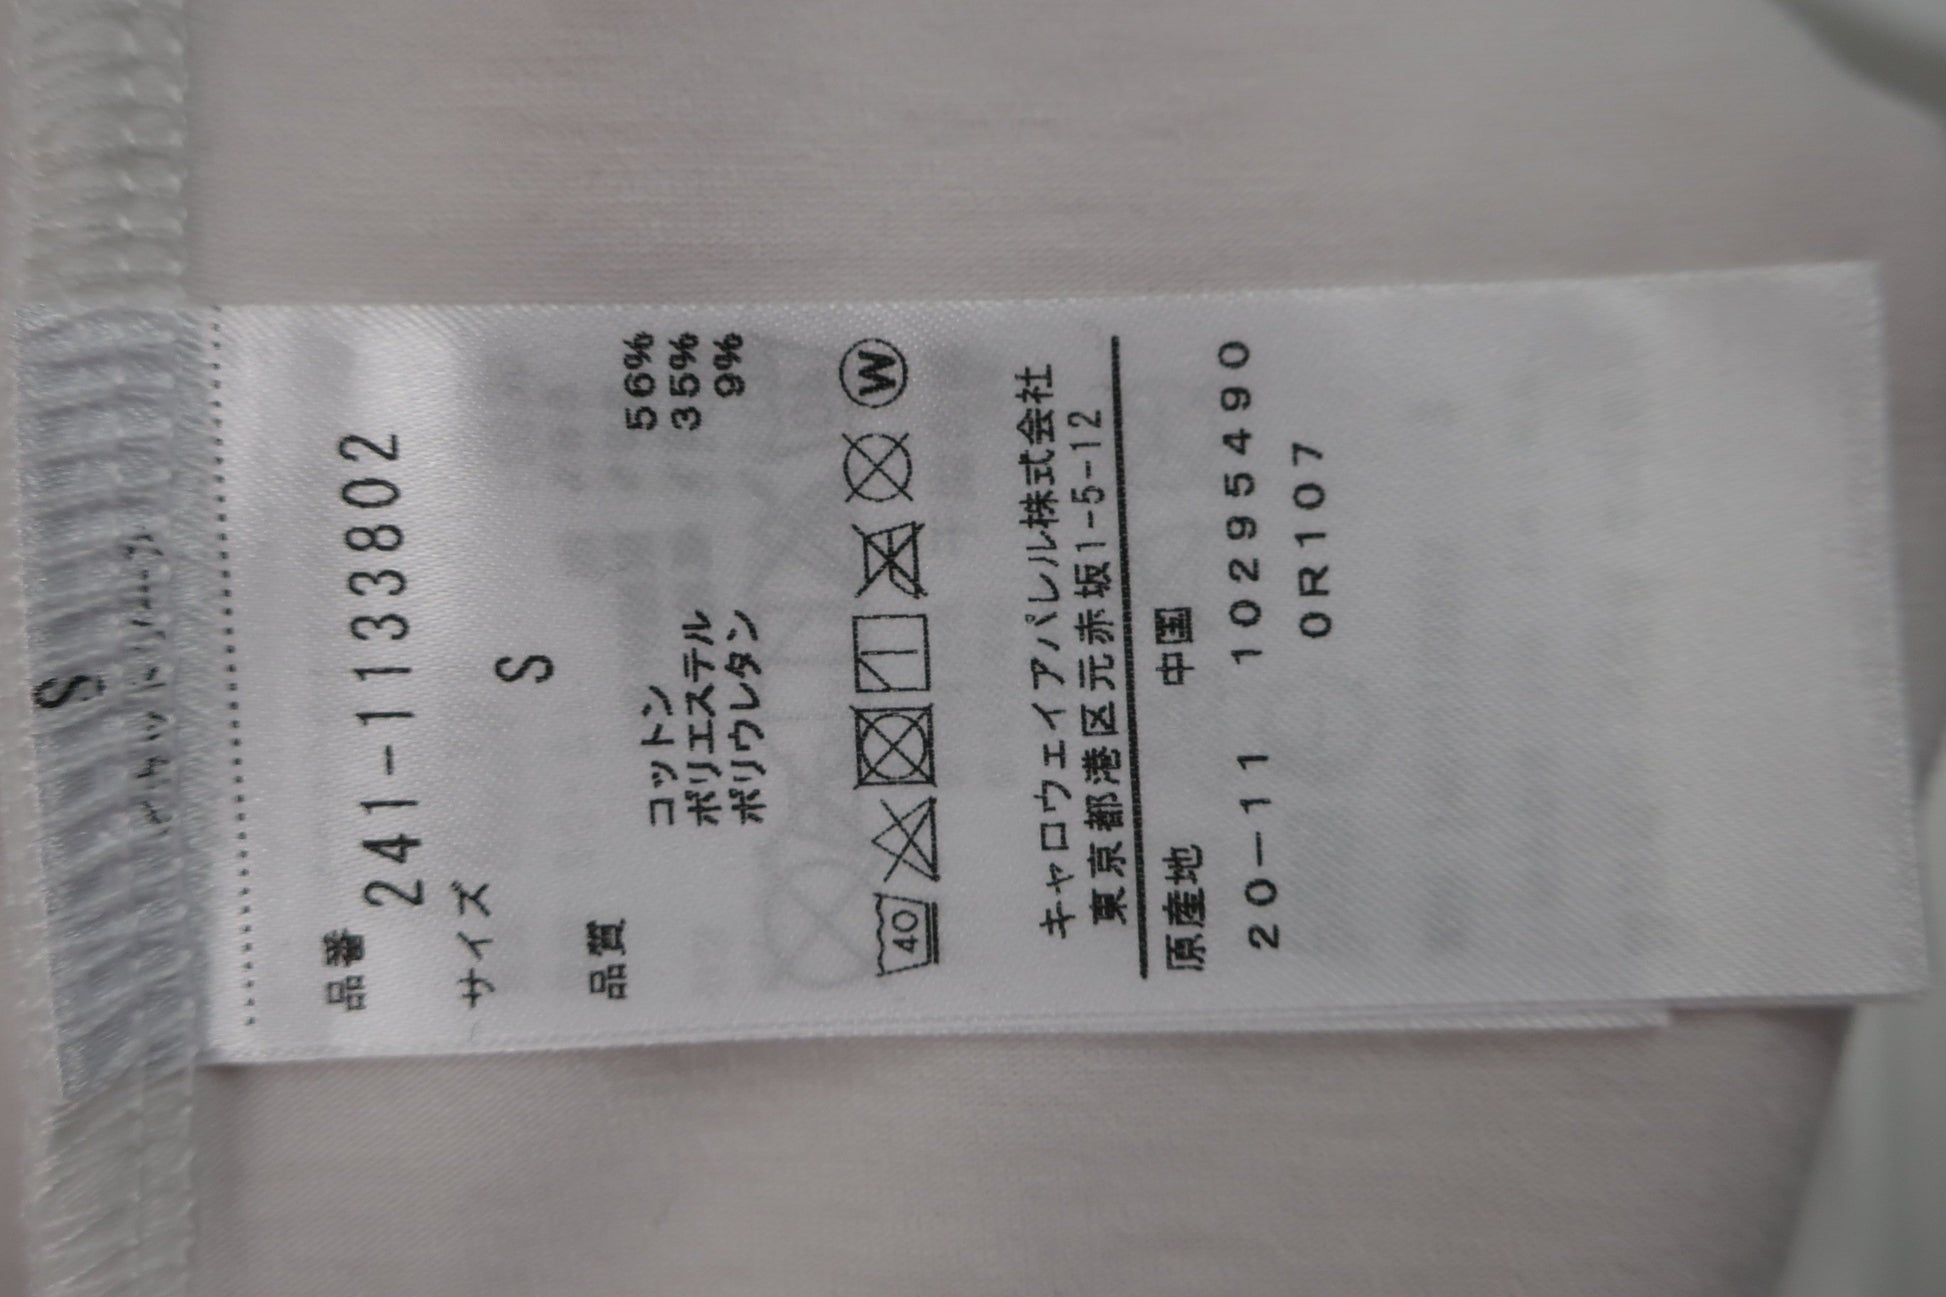 S
品番
241-1133802
サイズ
S
品質
コットン 56%
ポリエステル 35%
ポリウレタン 9%
40 W
キャロウェイアパレル株式会社
東京都港区元赤坂1-5-12
原産地 中国
20-11 10295490
0R107